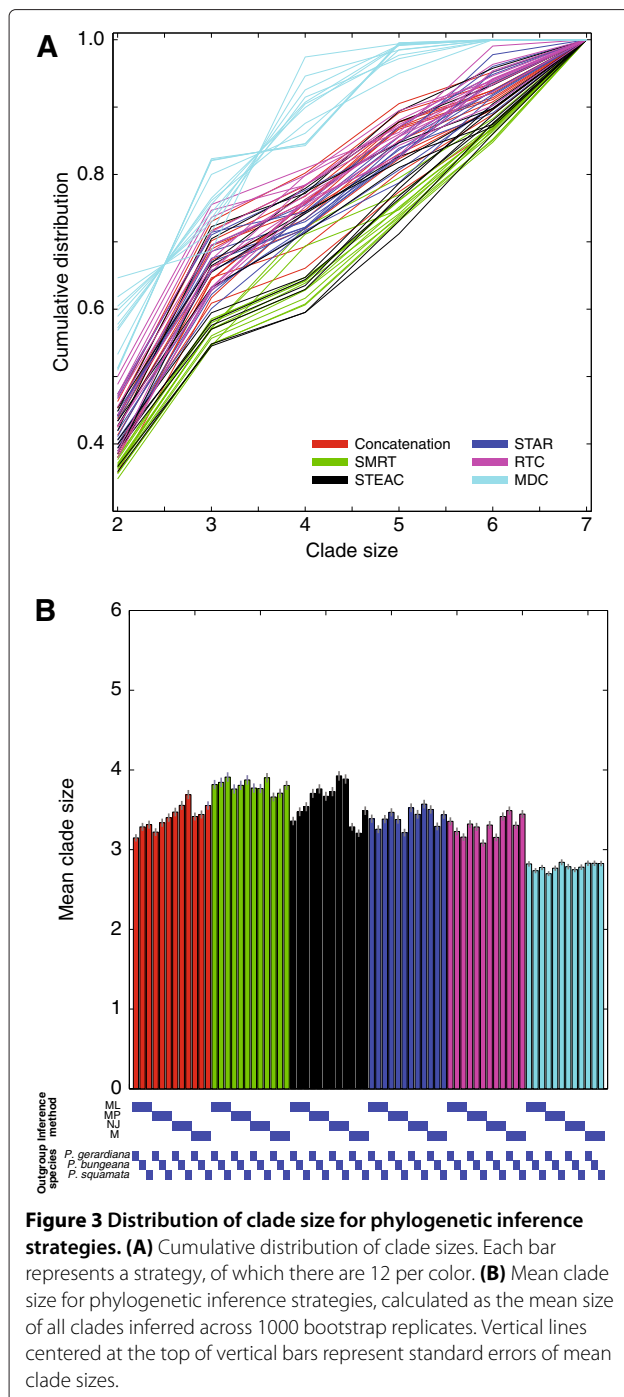 A
1.0
0.8
0.6
0.4
Cumulative distribution
2 3 4 5 6 7
Clade size
Concatenation
SMRT
STEAC
STAR
RTC
MDC
B
6
5
4
3
2
1
0
Mean clade size
Inference method
ML
MP
NJ
M
Outgroup species
P. gerardiana
P. bungeana
P. squamata
Figure 3 Distribution of clade size for phylogenetic inference
strategies. (A) Cumulative distribution of clade sizes. Each bar
represents a strategy, of which there are 12 per color. (B) Mean clade
size for phylogenetic inference strategies, calculated as the mean size
of all clades inferred across 1000 bootstrap replicates. Vertical lines
centered at the top of vertical bars represent standard errors of mean
clade sizes.